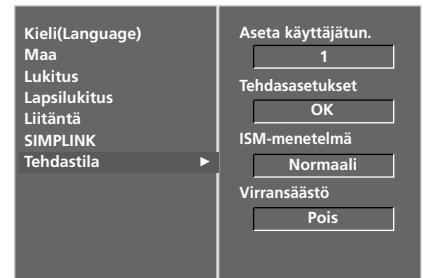 Kieli(Language)
Maa
Lukitus
Lapsilukitus
Liitäntä
SIMPLINK
Tehdastila ►
Aseta käyttäjätun.
1
Tehdasasetukset
OK
ISM-menetelmä
Normaali
Virransäästö
Pois